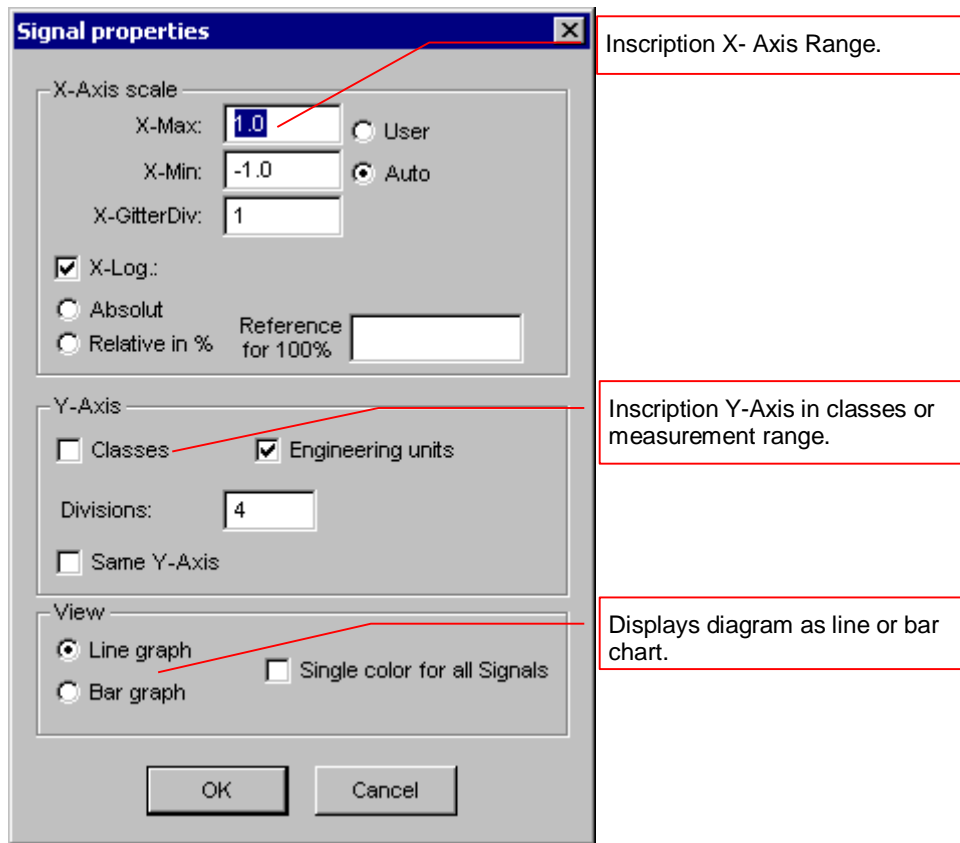 Signal properties
Inscription X- Axis Range.
X-Axis scale
X-Max: 1.0
User
X-Min: -1.0
Auto
X-GitterDiv: 1
X-Log.:
Absolut
Relative in %
Reference
for 100%
Y-Axis
Inscription Y-Axis in classes or
measurement range.
Classes
Engineering units
Divisions: 4
Same Y-Axis
View
Displays diagram as line or bar
chart.
Line graph
Single color for all Signals
Bar graph
OK
Cancel